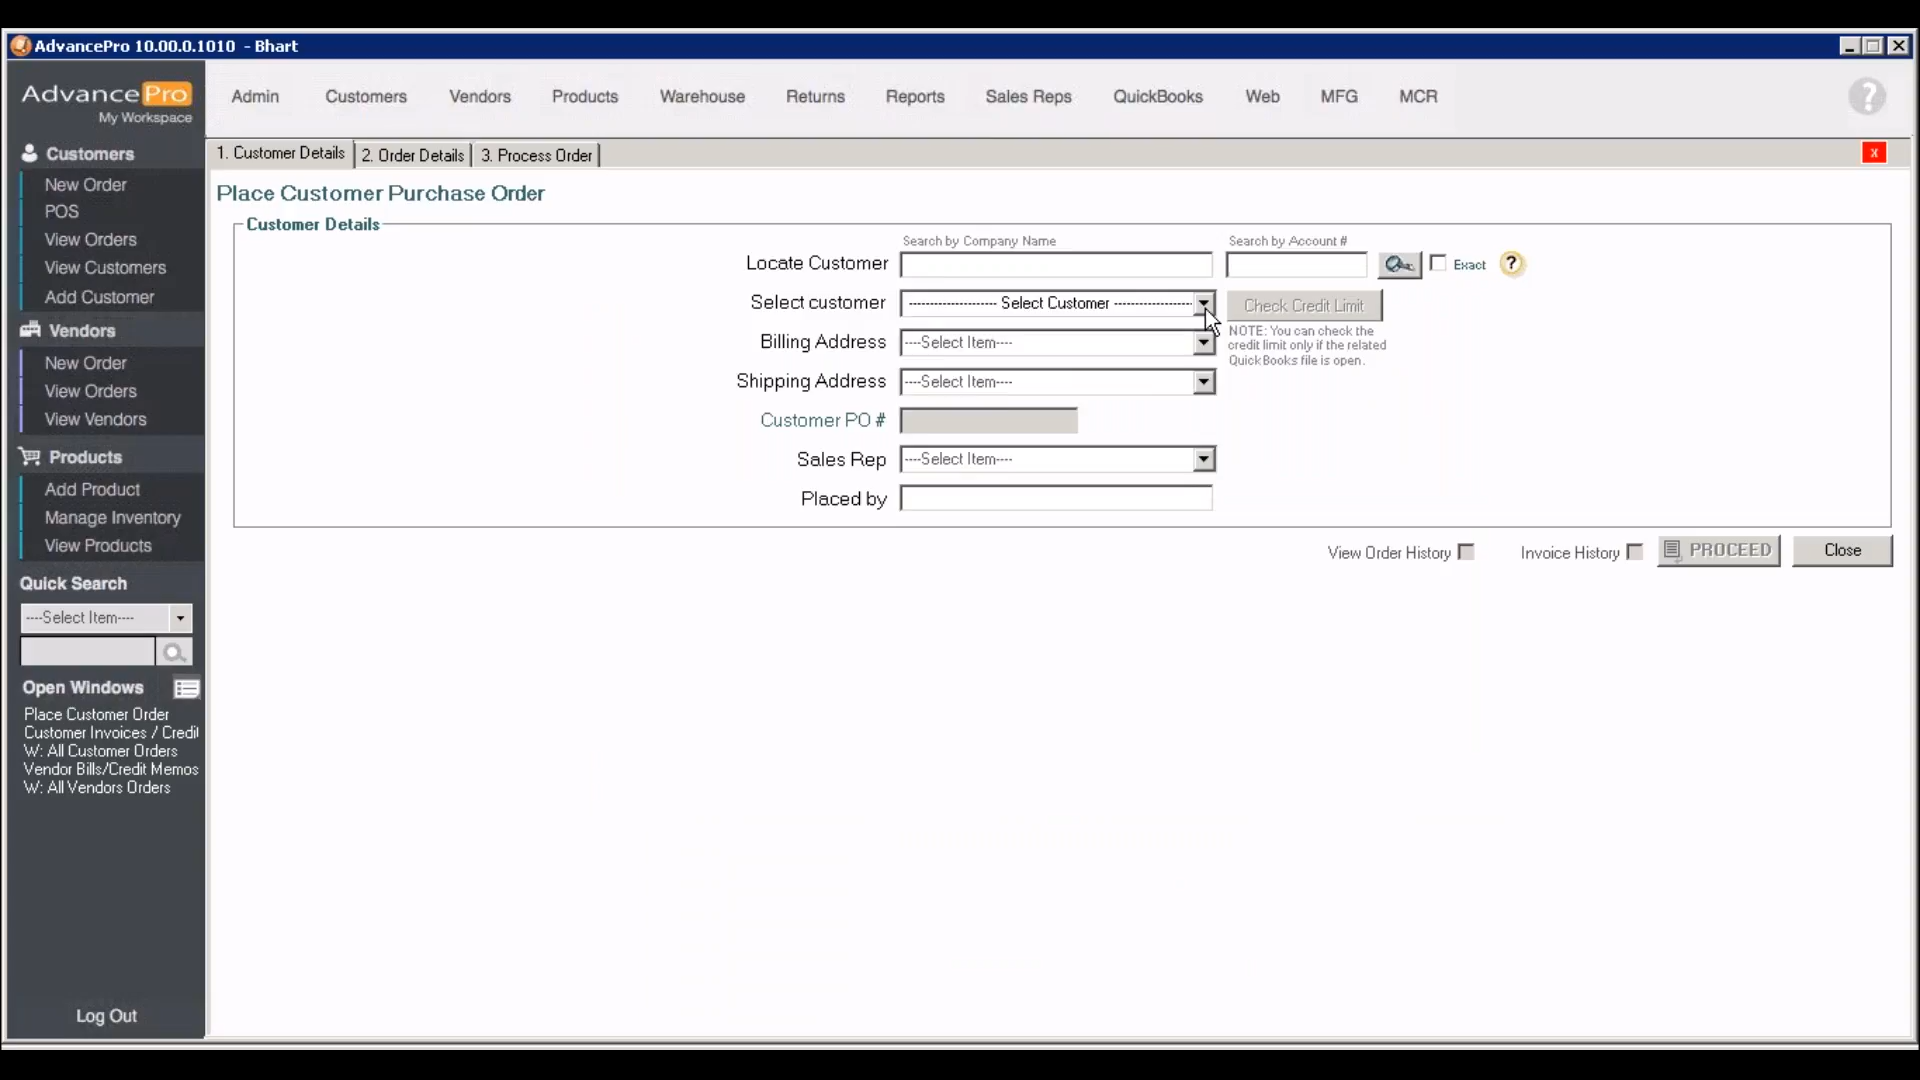 AdvancePro 10.00.0.1010 - Bhart
AdvancePro
My Workspace
Admin Customers Vendors Products Warehouse Returns Reports Sales Reps QuickBooks Web MFG MCR ?
1. Customer Details 2. Order Details 3. Process Order x
Customers
New Order
POS
View Orders
View Customers
Add Customer
Vendors
New Order
View Orders
View Vendors
Products
Add Product
Manage Inventory
View Products
Quick Search
----Select Item----
Open Windows
Place Customer Order
Customer Invoices / Credit
W: All Customer Orders
Vendor Bills/Credit Memos
W: All Vendors Orders
Log Out
Place Customer Purchase Order
Customer Details
Search by Company Name Search by Account #
Locate Customer Exact ?
Select customer -------------------- Select Customer ------------------ Check Credit Limit
NOTE: You can check the
credit limit only if the related
QuickBooks file is open.
Billing Address ----Select Item----
Shipping Address ----Select Item----
Customer PO #
Sales Rep ----Select Item----
Placed by
View Order History Invoice History PROCEED Close